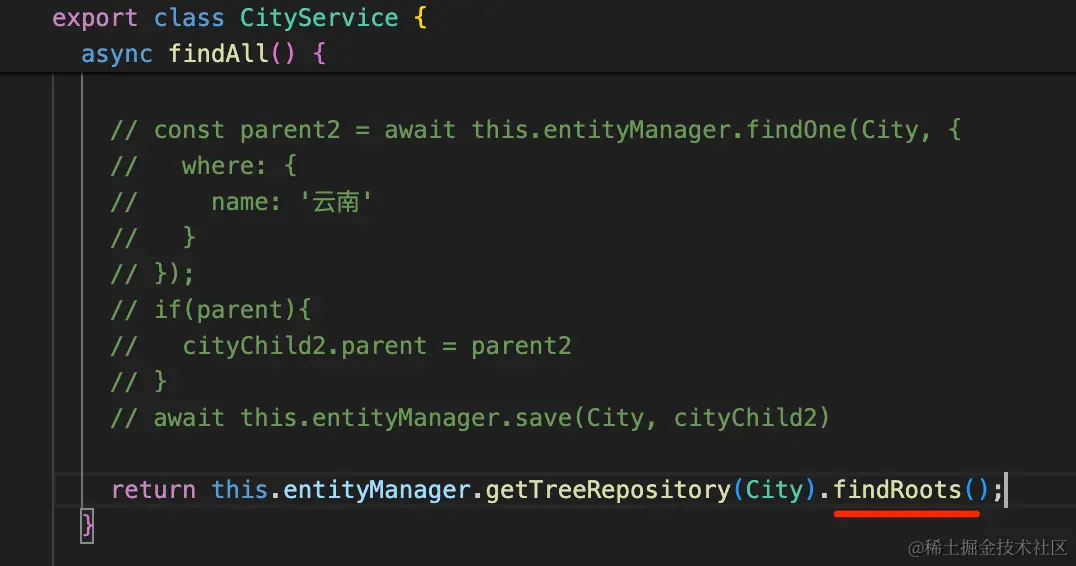 export class CityService {
async findAll() {
// const parent2 = await this.entityManager.findOne(City, {
//   where: {
//     name: '云南'
//   }
// });
// if(parent){
//   cityChild2.parent = parent2
// }
// await this.entityManager.save(City, cityChild2)
return this.entityManager.getTreeRepository(City).findRoots();
}
@稀土掘金技术社区